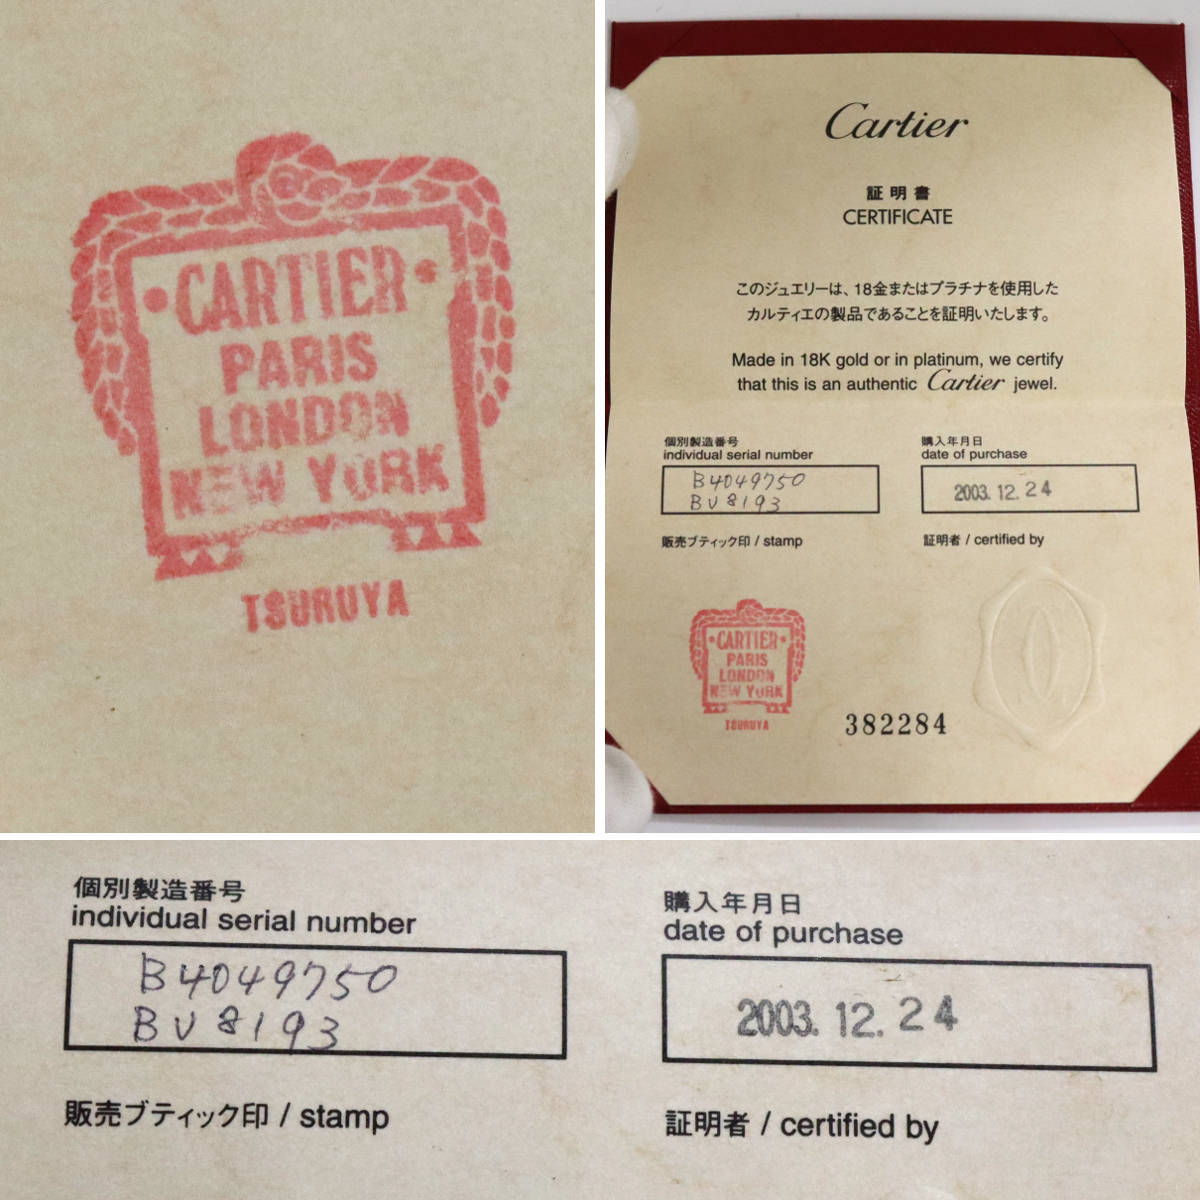 CARTIER
PARIS
LONDON
NEW YORK
TSURUYA
Cartier
証明書
CERTIFICATE
このジュエリーは、18金またはプラチナを使用した
カルティエの製品であることを証明いたします。
Made in 18K gold or in platinum, we certify
that this is an authentic Cartier jewel.
個別製造番号
individual serial number
B4049750
BU8193
購入年月日
date of purchase
2003.12.24
販売ブティック印 / stamp
証明者 / certified by
CARTIER
PARIS
LONDON
NEW YORK
TSURUYA
382284
個別製造番号
individual serial number
B4049750
BU8193
購入年月日
date of purchase
2003.12.24
販売ブティック印 / stamp
証明者 / certified by